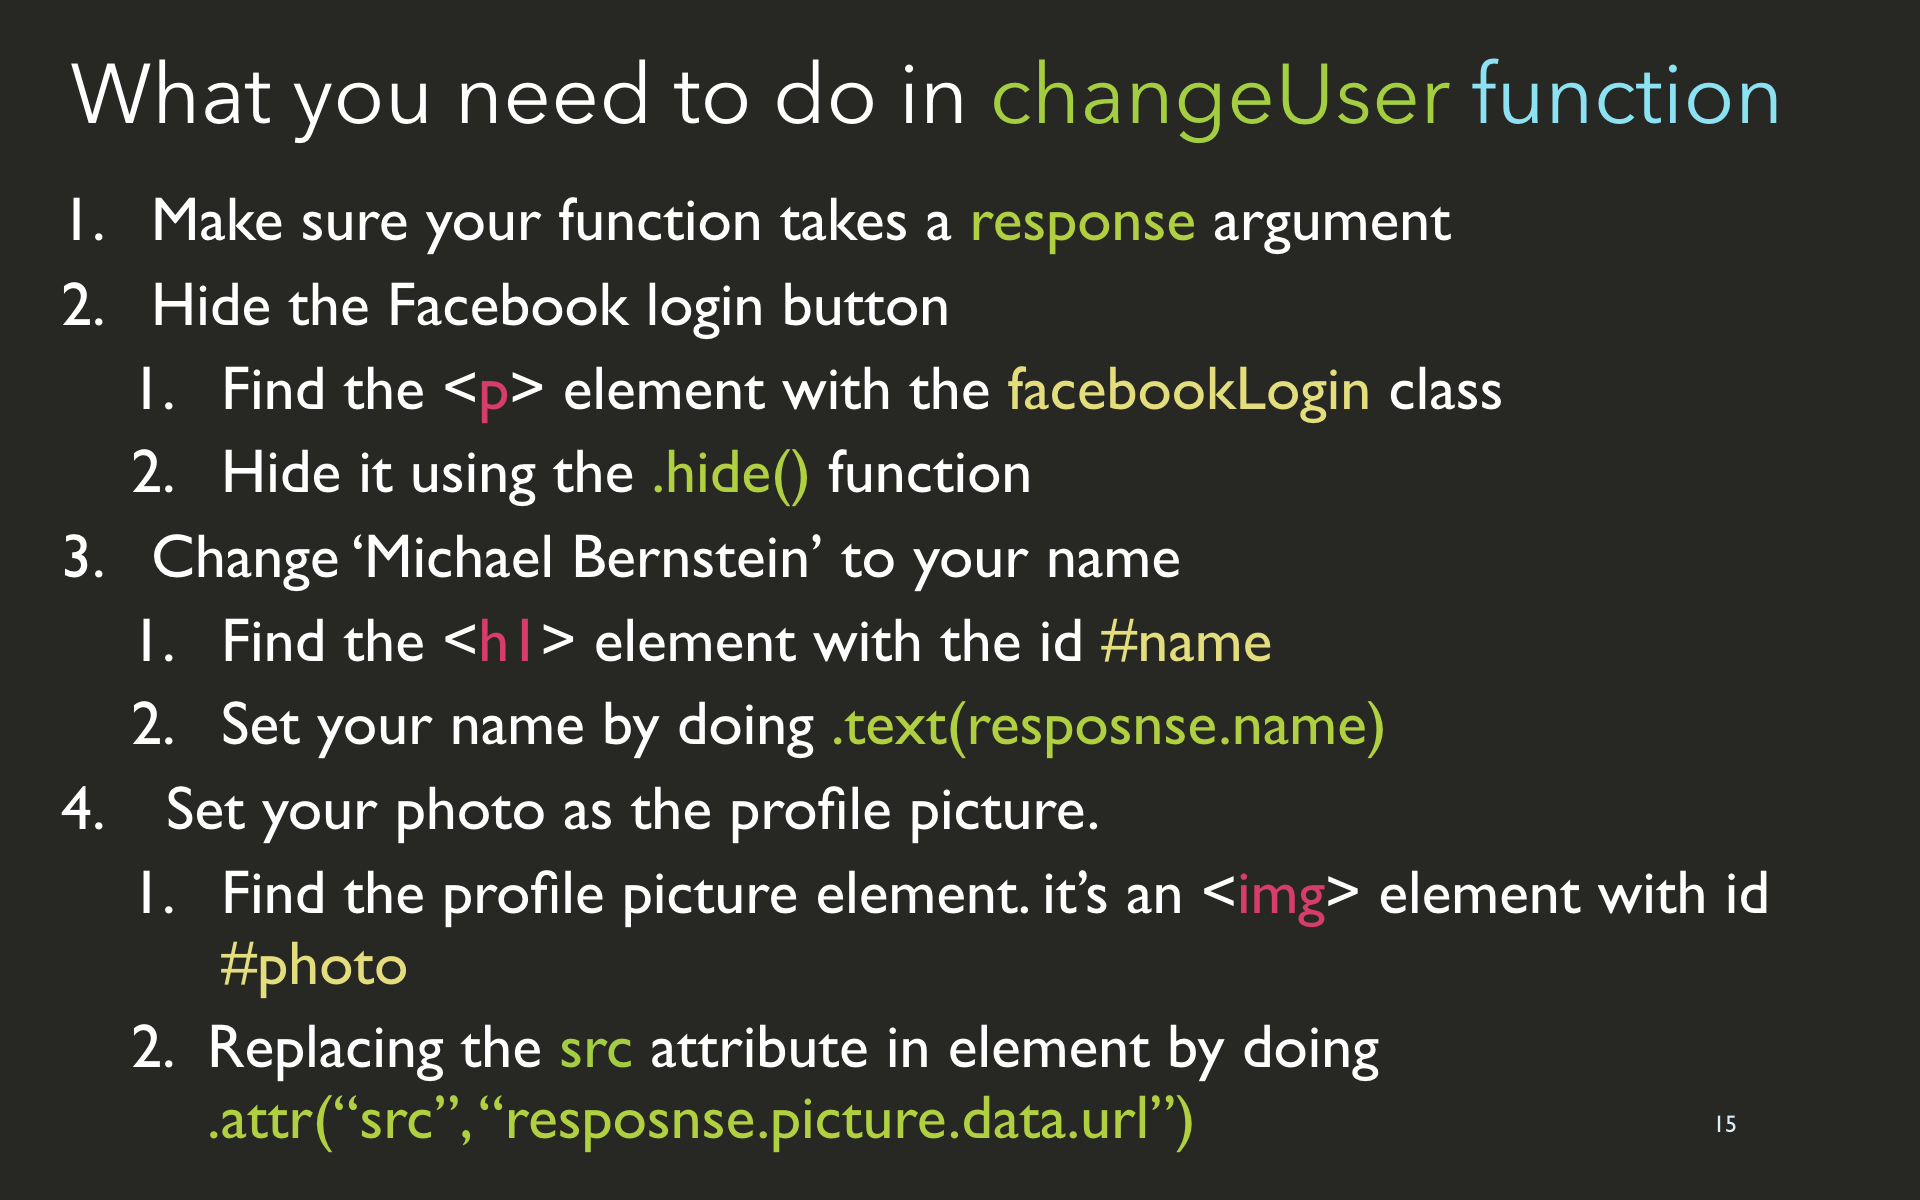 What you need to do in changeUser function
1. Make sure your function takes a response argument
2. Hide the Facebook login button
1. Find the <p> element with the facebookLogin class
2. Hide it using the .hide() function
3. Change ‘Michael Bernstein’ to your name
1. Find the <h1> element with the id #name
2. Set your name by doing .text(resposnse.name)
4. Set your photo as the profile picture.
1. Find the profile picture element. it’s an <img> element with id
#photo
2. Replacing the src attribute in element by doing
.attr(“src”, “resposnse.picture.data.url”)
15